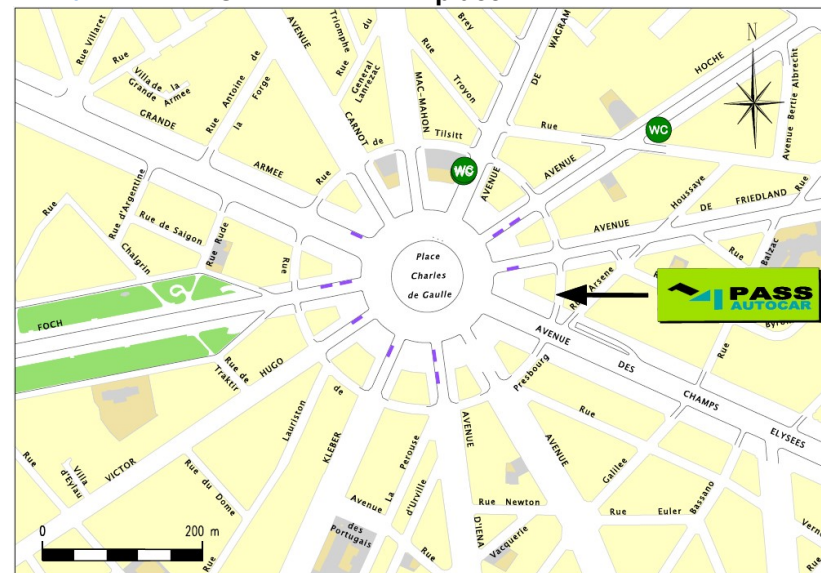 Rue Villaret
Rue
Villa de la
Grande Armee
GRANDE
ARMEE
Rue Antoine de
la Forge
AVENUE
CARNOT
Rue du
Triomphe
Rue du
General
Lanrezac
MAC-MAHON
Rue
Troyon
Brey
de Tilsitt
WC
AVENUE
DE
WAGRAM
Rue
AVENUE
HOCHE
WC
N
Avenue Bertie Albrecht
Houssaye
AVENUE
DE
FRIEDLAND
Rue
Rue
Balzac
Rue
Rue d'Argentine
Rue de Saigon
Chalgrin
Rue Rude
Rue
Rue
Place
Charles
de Gaulle
Arsene
PASS
AUTOCAR
Byron
Rue
FOCH
Rue de
Traktir
HUGO
VICTOR
Rue
Villa
d'Eylau
Rue du Dome
Lauriston
de
KLEBER
La Perouse
Avenue
des
Portugais
d'Urville
Rue
AVENUE
D'IENA
Presbourg
AVENUE
AVENUE
DES
CHAMPS
ELYSEES
Rue
Galilee
Rue Newton
Vacquerie
Rue
Euler
Bassano
Rue
0
200 m
Rue